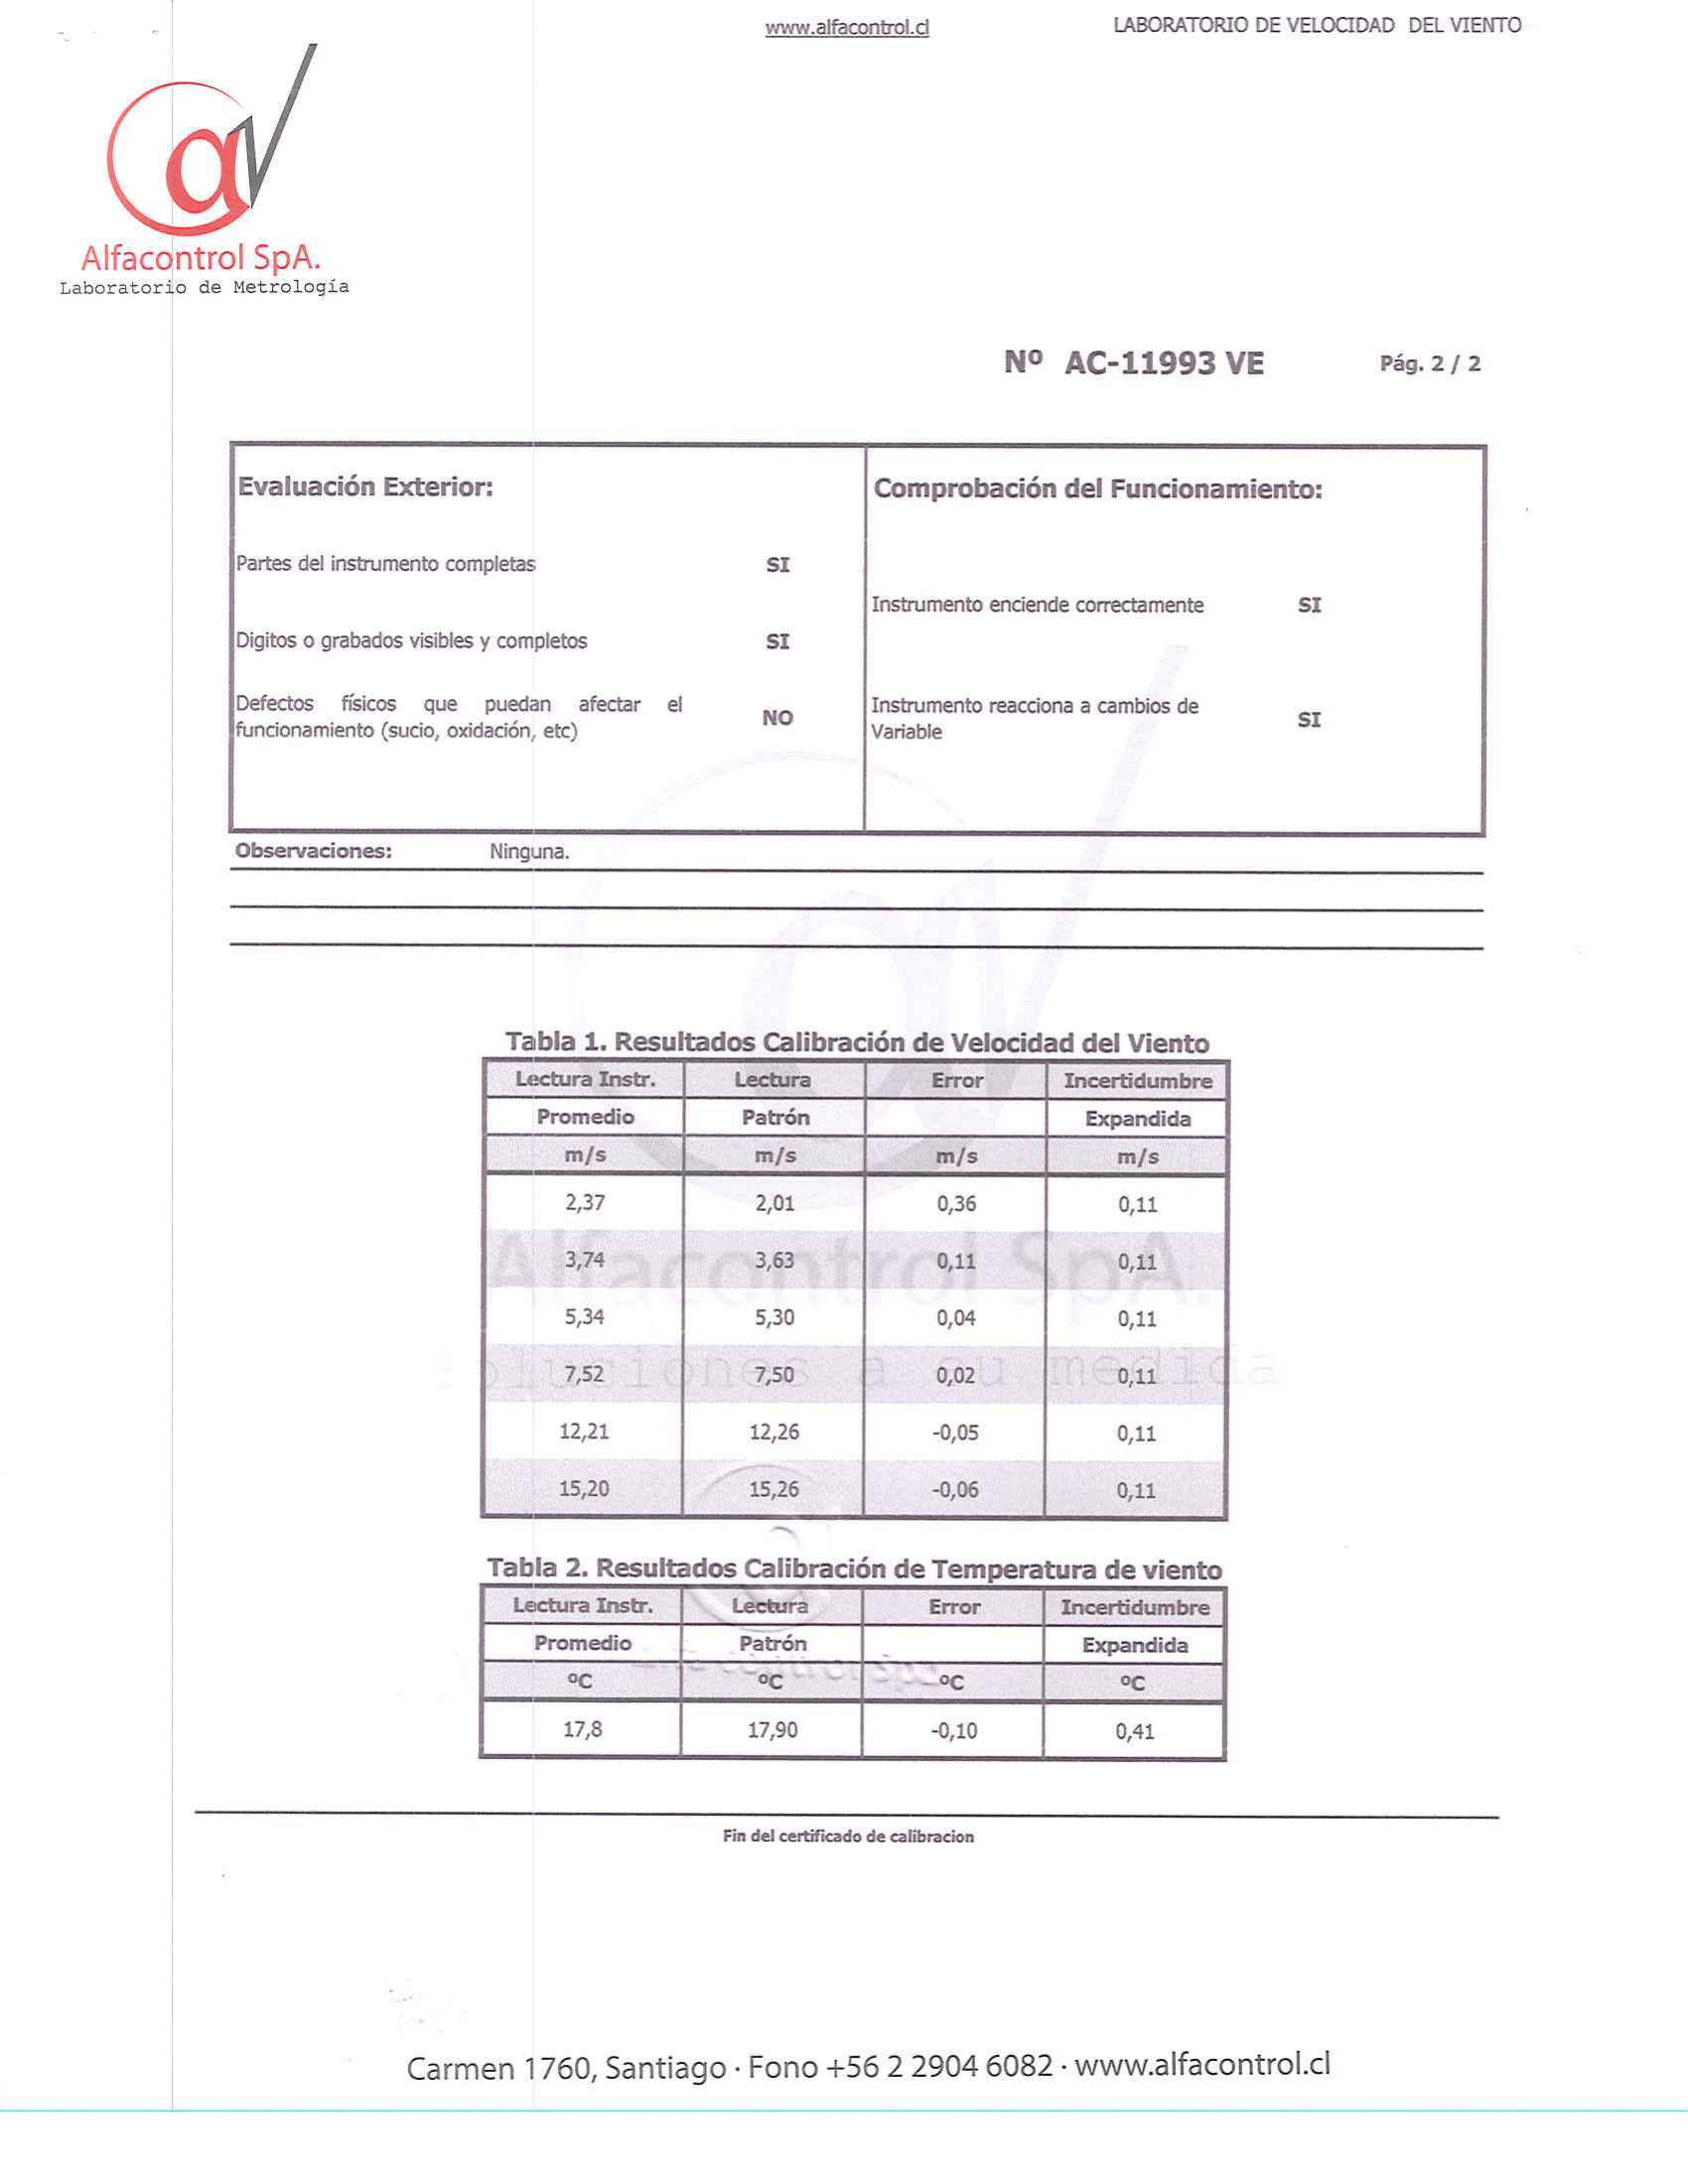 www.alfacontrol.cl LABORATORIO DE VELOCIDAD DEL VIENTO
a
Alfacontrol SpA.
Laboratorio de Metrología
Nº AC-11993 VE Pág. 2 / 2
Evaluación Exterior: Comprobación del Funcionamiento:
Partes del instrumento completas SI
Instrumento enciende correctamente SI
Digitos o grabados visibles y completos SI
Defectos físicos que puedan afectar el
funcionamiento (sucio, oxidación, etc) NO
Instrumento reacciona a cambios de
Variable SI
Observaciones: Ninguna.
Tabla 1. Resultados Calibración de Velocidad del Viento
Lectura Instr. Lectura Error Incertidumbre
Promedio Patrón Expandida
m/s m/s m/s m/s
2,37 2,01 0,36 0,11
3,74 3,63 0,11 0,11
5,34 5,30 0,04 0,11
7,52 7,50 0,02 0,11
12,21 12,26 -0,05 0,11
15,20 15,26 -0,06 0,11
Alfacontrol SpA.
Soluciones a su medida
Tabla 2. Resultados Calibración de Temperatura de viento
Lectura Instr. Lectura Error Incertidumbre
Promedio Patrón Expandida
ºC ºC ºC ºC
17,8 17,90 -0,10 0,41
Fin del certificado de calibracion
Carmen 1760, Santiago · Fono +56 2 2904 6082 · www.alfacontrol.cl